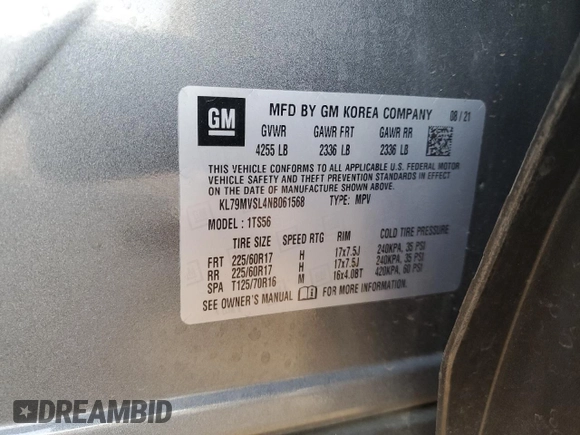 GM
MFD BY GM KOREA COMPANY 08 / 21
GVWR GAWR FRT GAWR RR
4255 LB 2336 LB 2336 LB
THIS VEHICLE CONFORMS TO ALL APPLICABLE U.S. FEDERAL MOTOR
VEHICLE SAFETY AND THEFT PREVENTION STANDARDS IN EFFECT
ON THE DATE OF MANUFACTURE SHOWN ABOVE.
KL79MVSL4NB061568 TYPE: MPV
MODEL: 1TS56
TIRE SIZE SPEED RTG RIM COLD TIRE PRESSURE
FRT 225/60R17 H 17x7.5J 240KPA, 35 PSI
RR 225/60R17 H 17x7.5J 240KPA, 35 PSI
SPA T125/70R16 M 16x4.0BT 420KPA, 60 PSI
SEE OWNER'S MANUAL FOR MORE INFORMATION.
DREAMBID